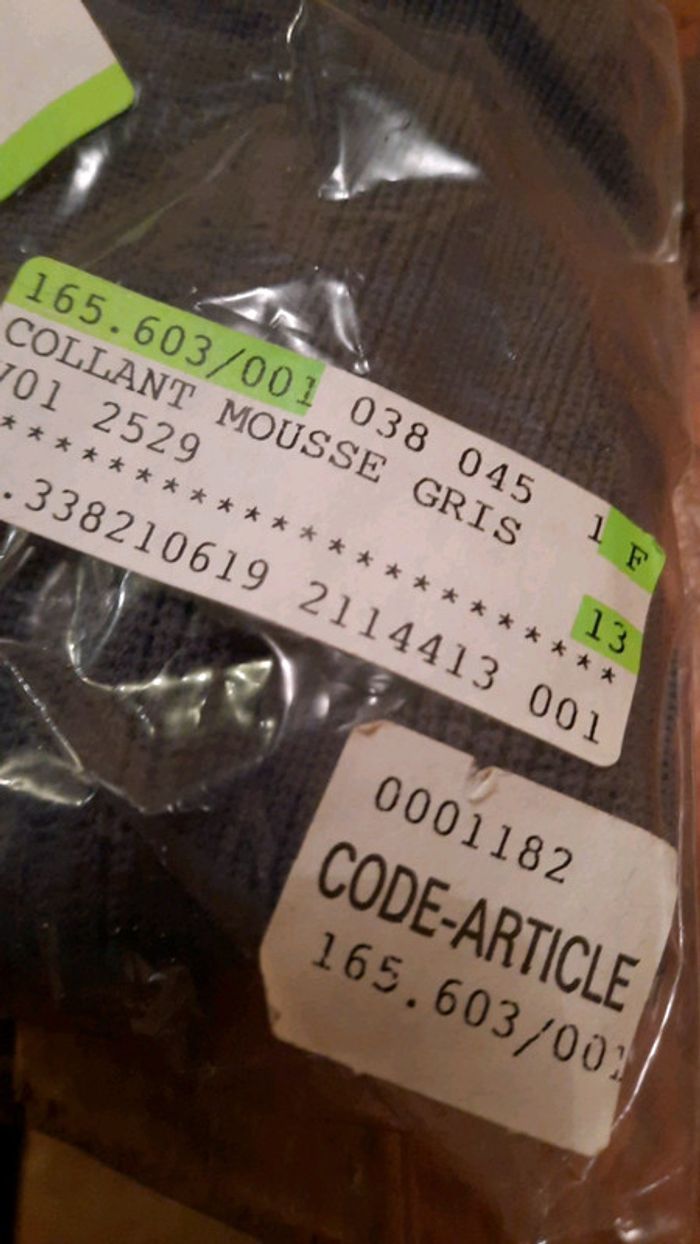 165.603/001 038 045 1 F
COLLANT MOUSSE GRIS
V01 2529 13
***********************
.338210619 2114413 001
0001182
CODE-ARTICLE
165.603/001